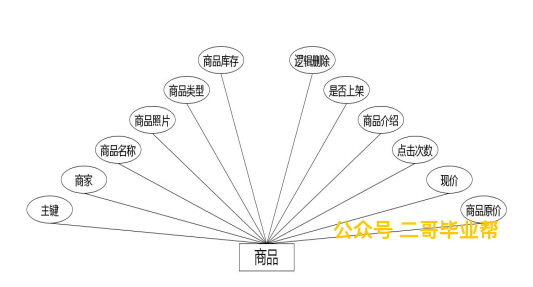 商品库存
逻辑删除
商品类型
是否上架
商品照片
商品介绍
商品名称
点击次数
商家
现价
主键
商品原价
公众号 二哥毕业帮
商品